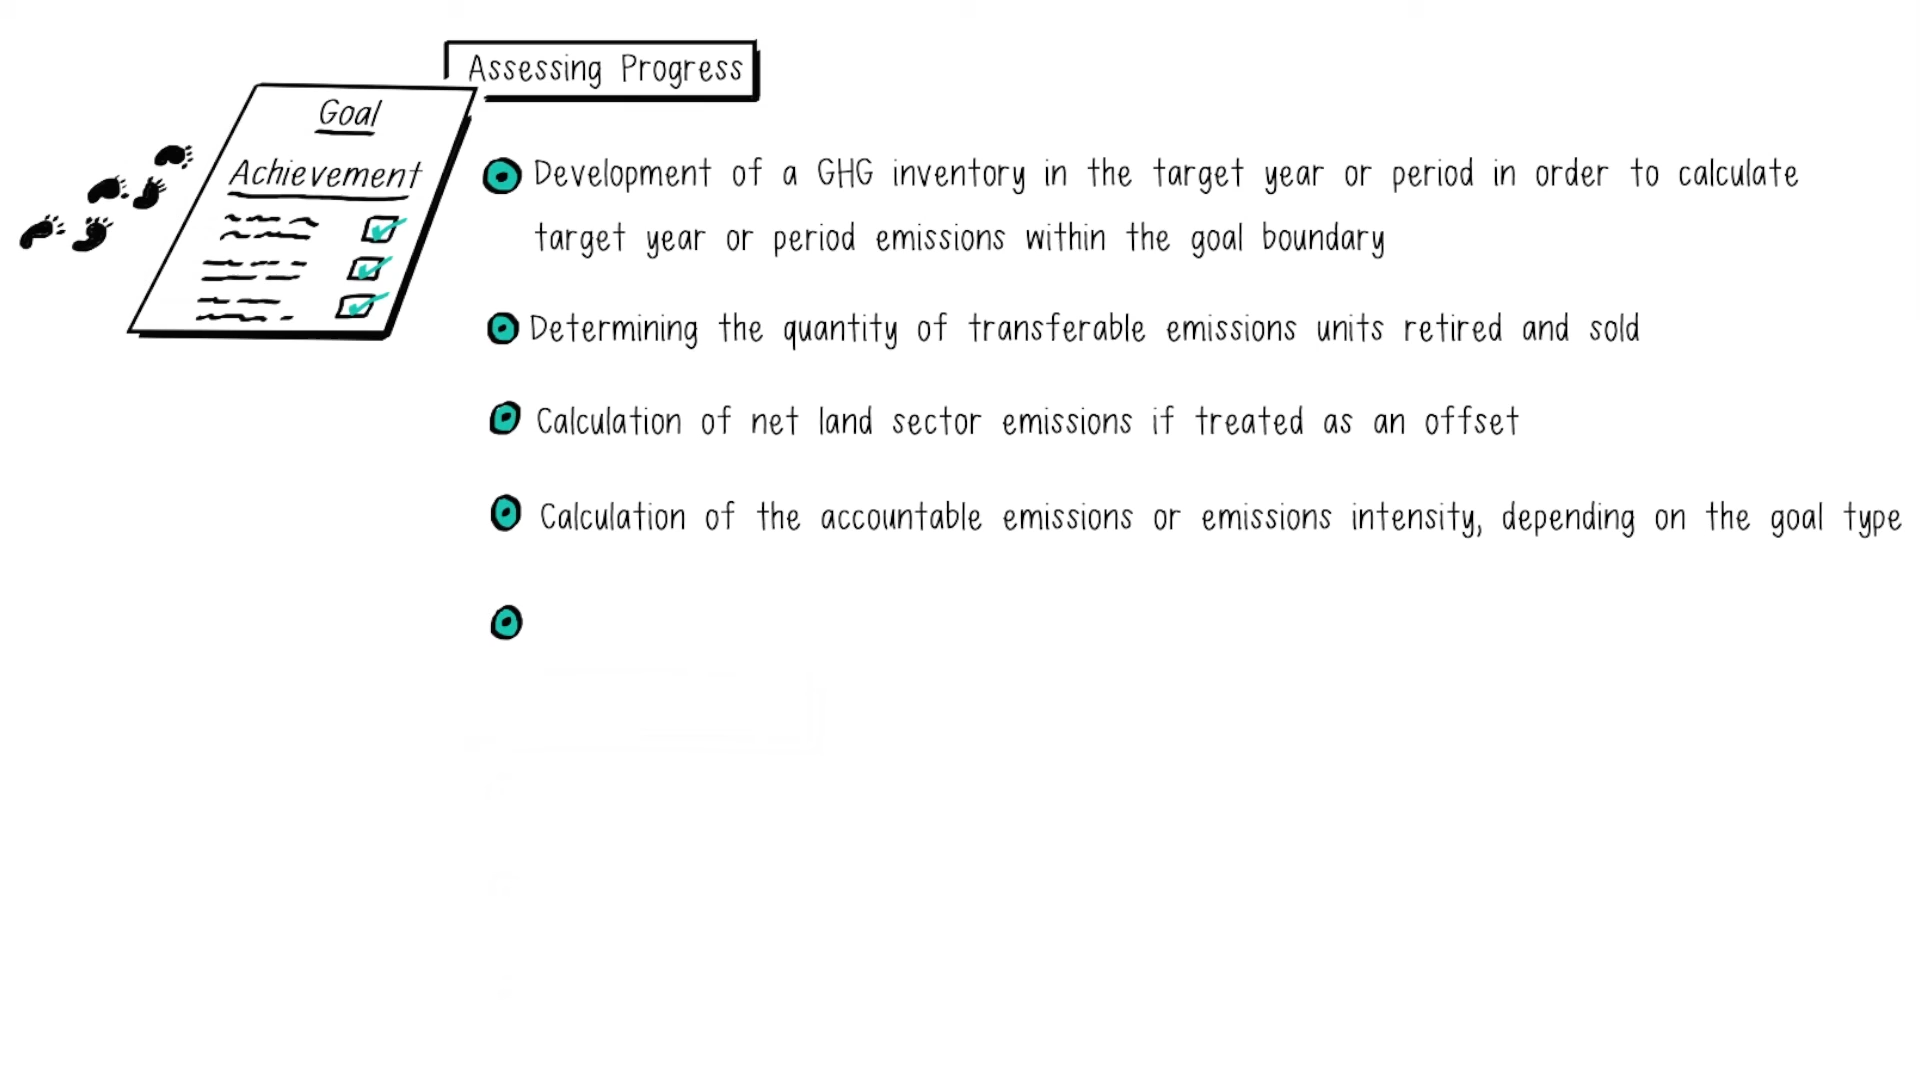 Assessing Progress
Goal
Achievement
Development of a GHG inventory in the target year or period in order to calculate
target year or period emissions within the goal boundary
Determining the quantity of transferable emissions units retired and sold
Calculation of net land sector emissions if treated as an offset
Calculation of the accountable emissions or emissions intensity, depending on the goal type